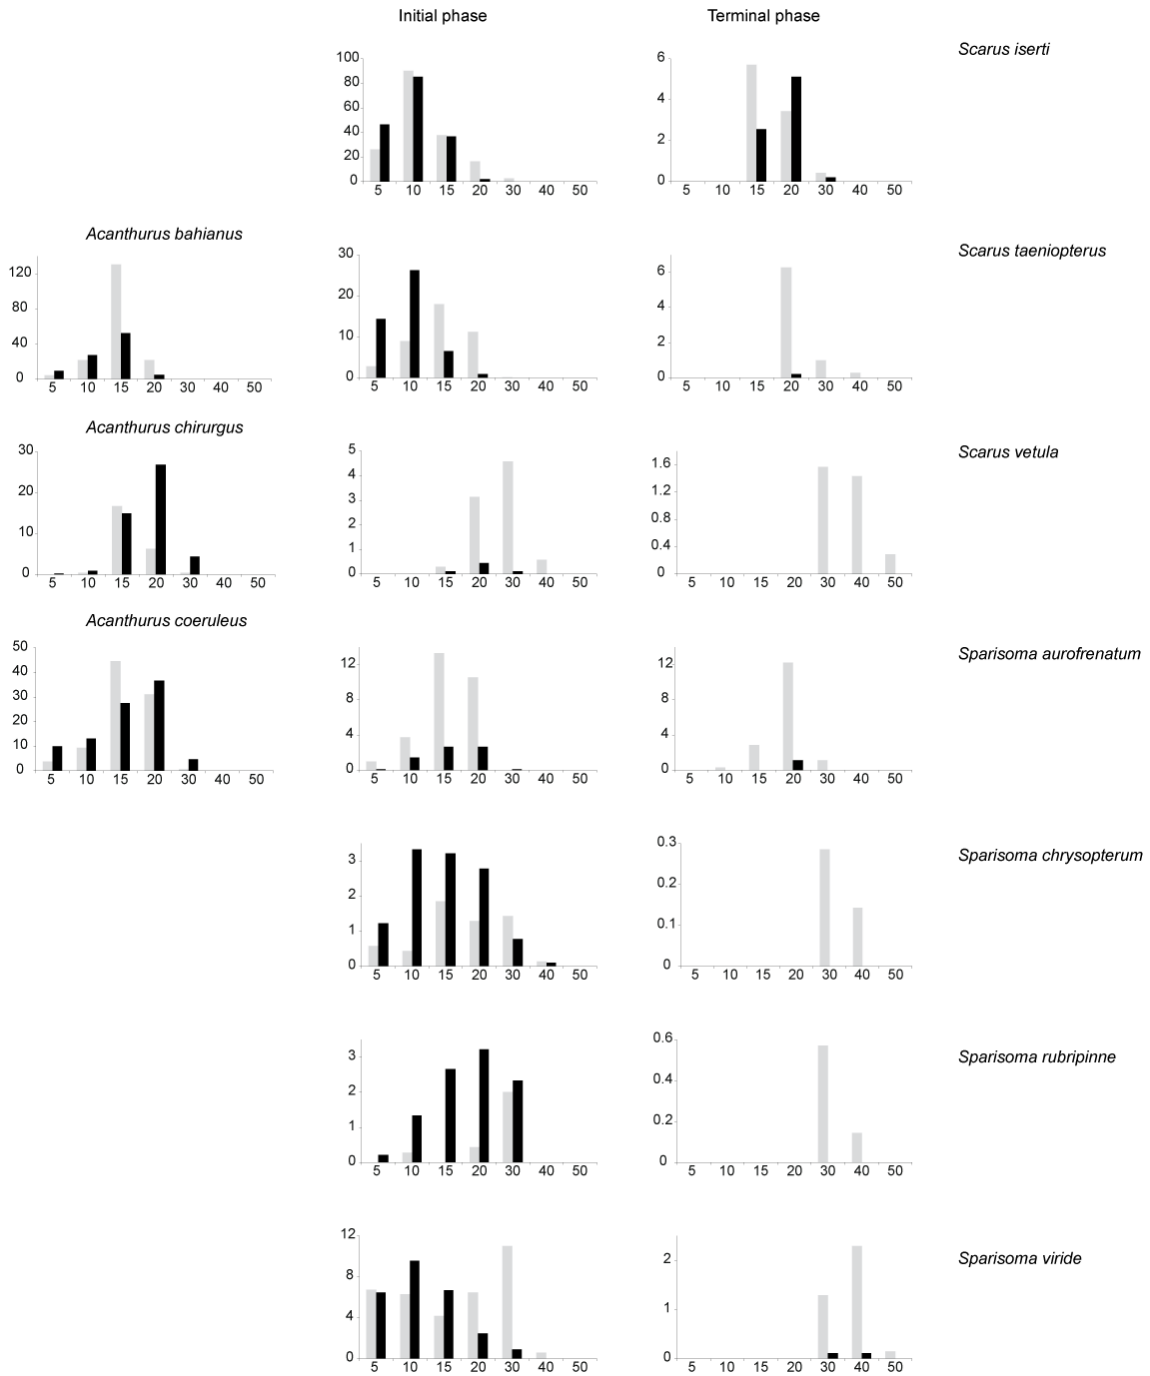 Initial phase Terminal phase
Scarus iserti
100
80
60
40
20
0
5 10 15 20 30 40 50
6
4
2
0
5 10 15 20 30 40 50
Acanthurus bahianus
120
80
40
0
5 10 15 20 30 40 50
30
20
10
0
5 10 15 20 30 40 50
6
4
2
0
5 10 15 20 30 40 50
Scarus taeniopterus
Acanthurus chirurgus
30
20
10
0
5 10 15 20 30 40 50
5
4
3
2
1
0
5 10 15 20 30 40 50
1.6
1.2
0.8
0.4
0
5 10 15 20 30 40 50
Scarus vetula
Acanthurus coeruleus
50
40
30
20
10
0
5 10 15 20 30 40 50
12
8
4
0
5 10 15 20 30 40 50
12
8
4
0
5 10 15 20 30 40 50
Sparisoma aurofrenatum
3
2
1
0
5 10 15 20 30 40 50
0.3
0.2
0.1
0
5 10 15 20 30 40 50
Sparisoma chrysopterum
3
2
1
0
5 10 15 20 30 40 50
0.6
0.4
0.2
0
5 10 15 20 30 40 50
Sparisoma rubripinne
12
8
4
0
5 10 15 20 30 40 50
2
1
0
5 10 15 20 30 40 50
Sparisoma viride